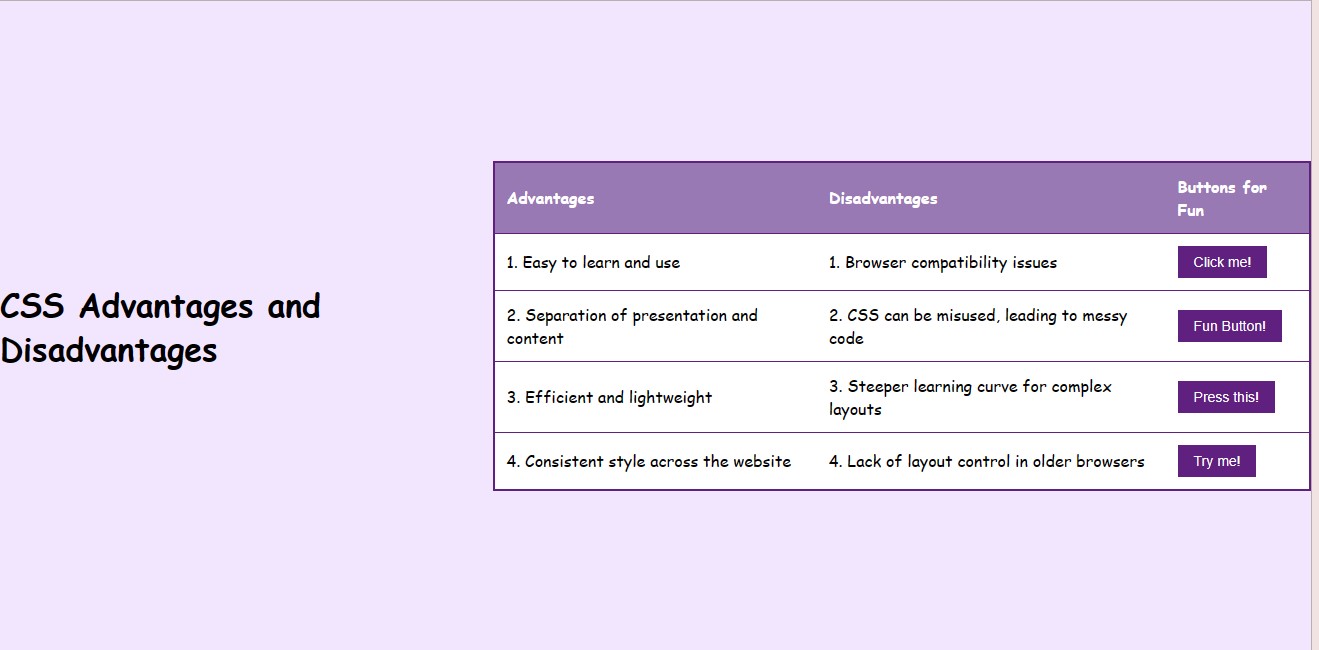 CSS Advantages and
Disadvantages
Advantages
Disadvantages
Buttons for
Fun
1. Easy to learn and use
1. Browser compatibility issues
Click me!
2. Separation of presentation and
content
2. CSS can be misused, leading to messy
code
Fun Button!
3. Efficient and lightweight
3. Steeper learning curve for complex
layouts
Press this!
4. Consistent style across the website
4. Lack of layout control in older browsers
Try me!